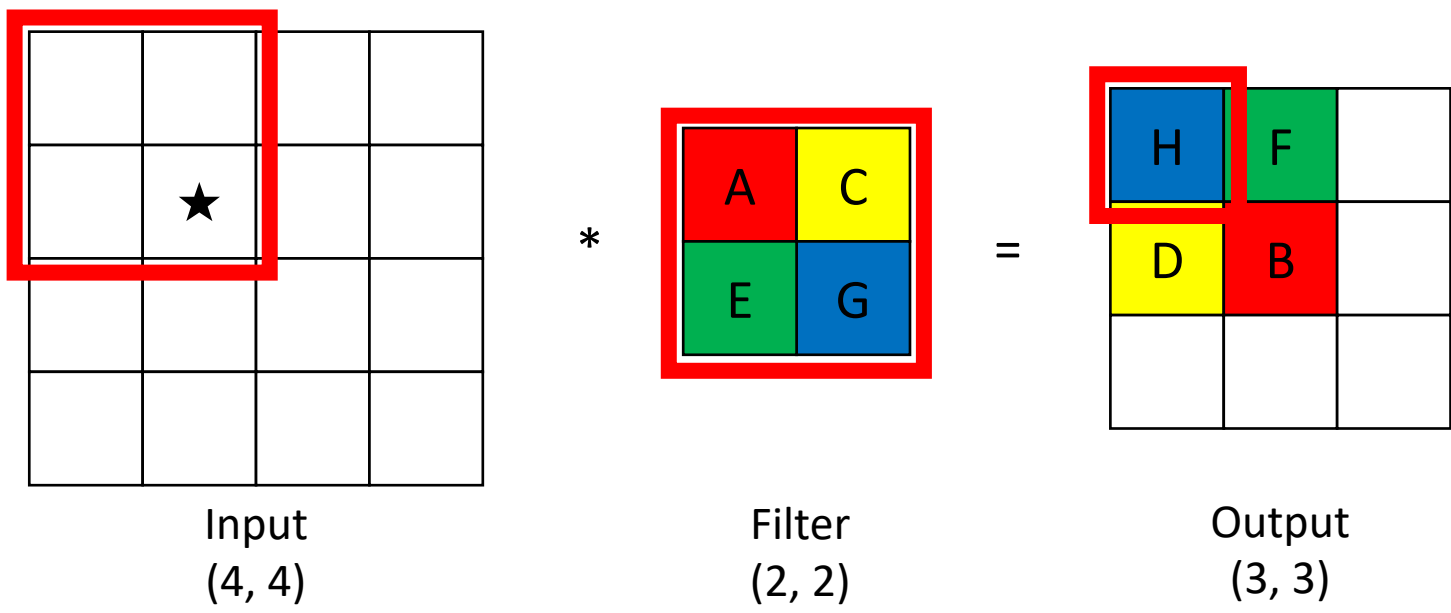 H F
A C
★
* =
D B
E G
Input Filter Output
(4, 4) (2, 2) (3, 3)